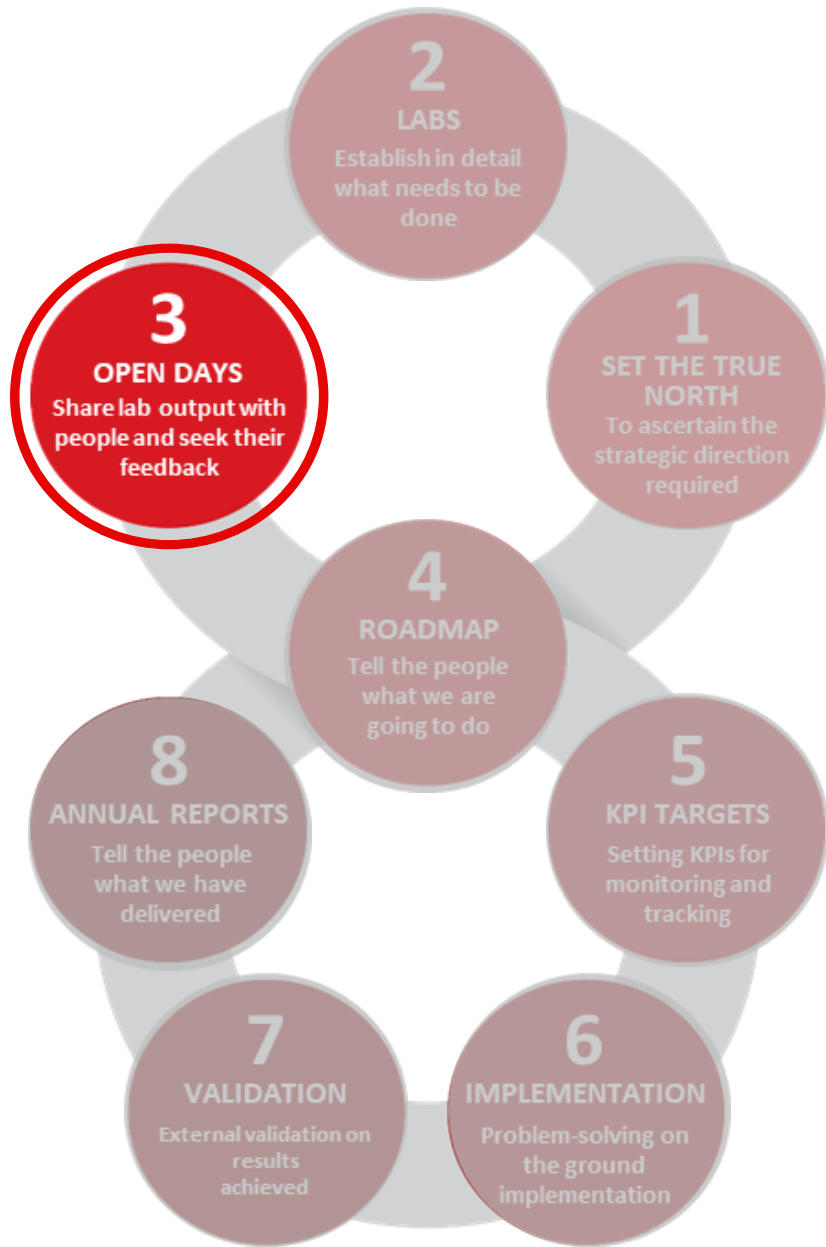 2
LABS
Establish in detail
what needs to be
done
3
OPEN DAYS
Share lab output with
people and seek their
feedback
1
SET THE TRUE
NORTH
To ascertain the
strategic direction
required
4
ROADMAP
Tell the people
what we are
going to do
8
ANNUAL REPORTS
Tell the people
what we have
delivered
5
KPI TARGETS
Setting KPIs for
monitoring and
tracking
7
VALIDATION
External validation on
results
achieved
6
IMPLEMENTATION
Problem-solving on
the ground
implementation